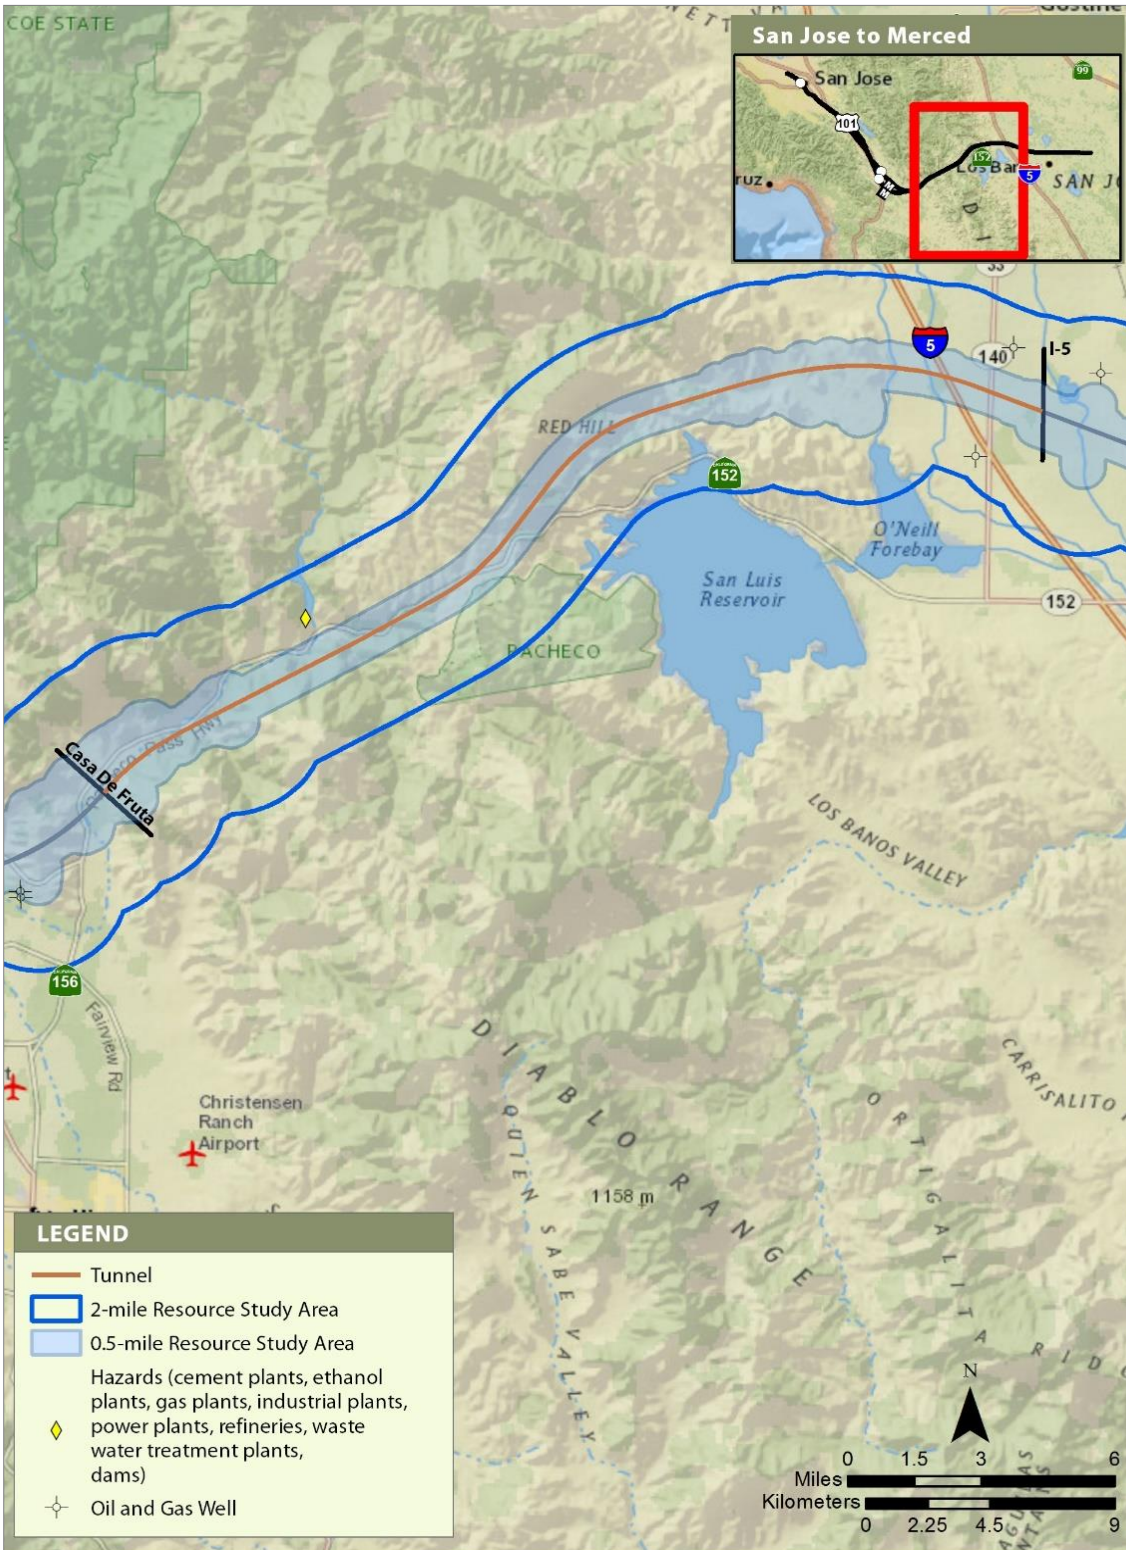 COE STATE
San Jose to Merced
San Jose
99
101
152
Los Ban
5
SAN JO
ruz
M
M
D
I
33
5
140
I-5
RED HILL
152
O'Neill
Forebay
San Luis
Reservoir
152
PACHECO
Pass Hwy
Casa De Fruta
LOS BANOS VALLEY
156
Fairview Rd
DIABLO RANGE
CARRISALITO
t
Christensen
Ranch
Airport
ORTIGALITA RIDG
QUIEN SABE VALLEY
1158 m
LEGEND
Tunnel
2-mile Resource Study Area
0.5-mile Resource Study Area
Hazards (cement plants, ethanol
plants, gas plants, industrial plants,
power plants, refineries, waste
water treatment plants,
dams)
Oil and Gas Well
N
0 1.5 3 6
Miles
Kilometers
0 2.25 4.5 9